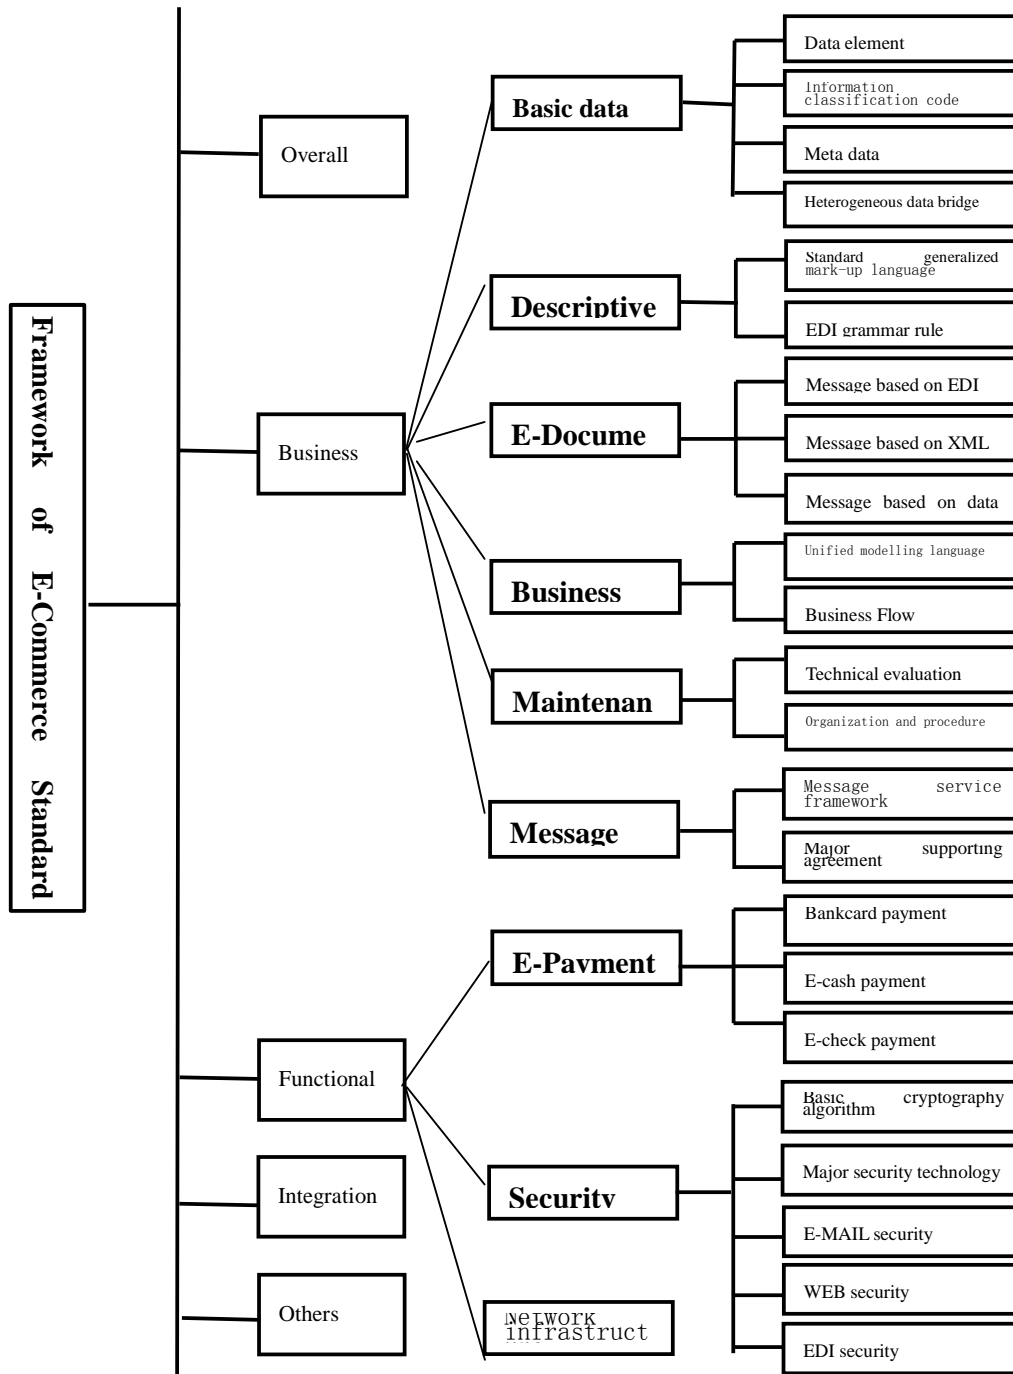 Framework of E-Commerce Standard
Overall
Business
Functional
Integration
Others
Basic data
Descriptive
E-Docume
Business
Maintenan
Message
E-Payment
Security
Network
infrastruct
Data element
Information
classification code
Meta data
Heterogeneous data bridge
Standard generalized
mark-up language
EDI grammar rule
Message based on EDI
Message based on XML
Message based on data
Unified modelling language
Business Flow
Technical evaluation
Organization and procedure
Message service
framework
Major supporting
agreement
Bankcard payment
E-cash payment
E-check payment
Basic cryptography
algorithm
Major security technology
E-MAIL security
WEB security
EDI security